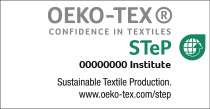 OEKO-TEX®
CONFIDENCE IN TEXTILES
STeP
00000000 Institute
Sustainable Textile Production.
www.oeko-tex.com/step